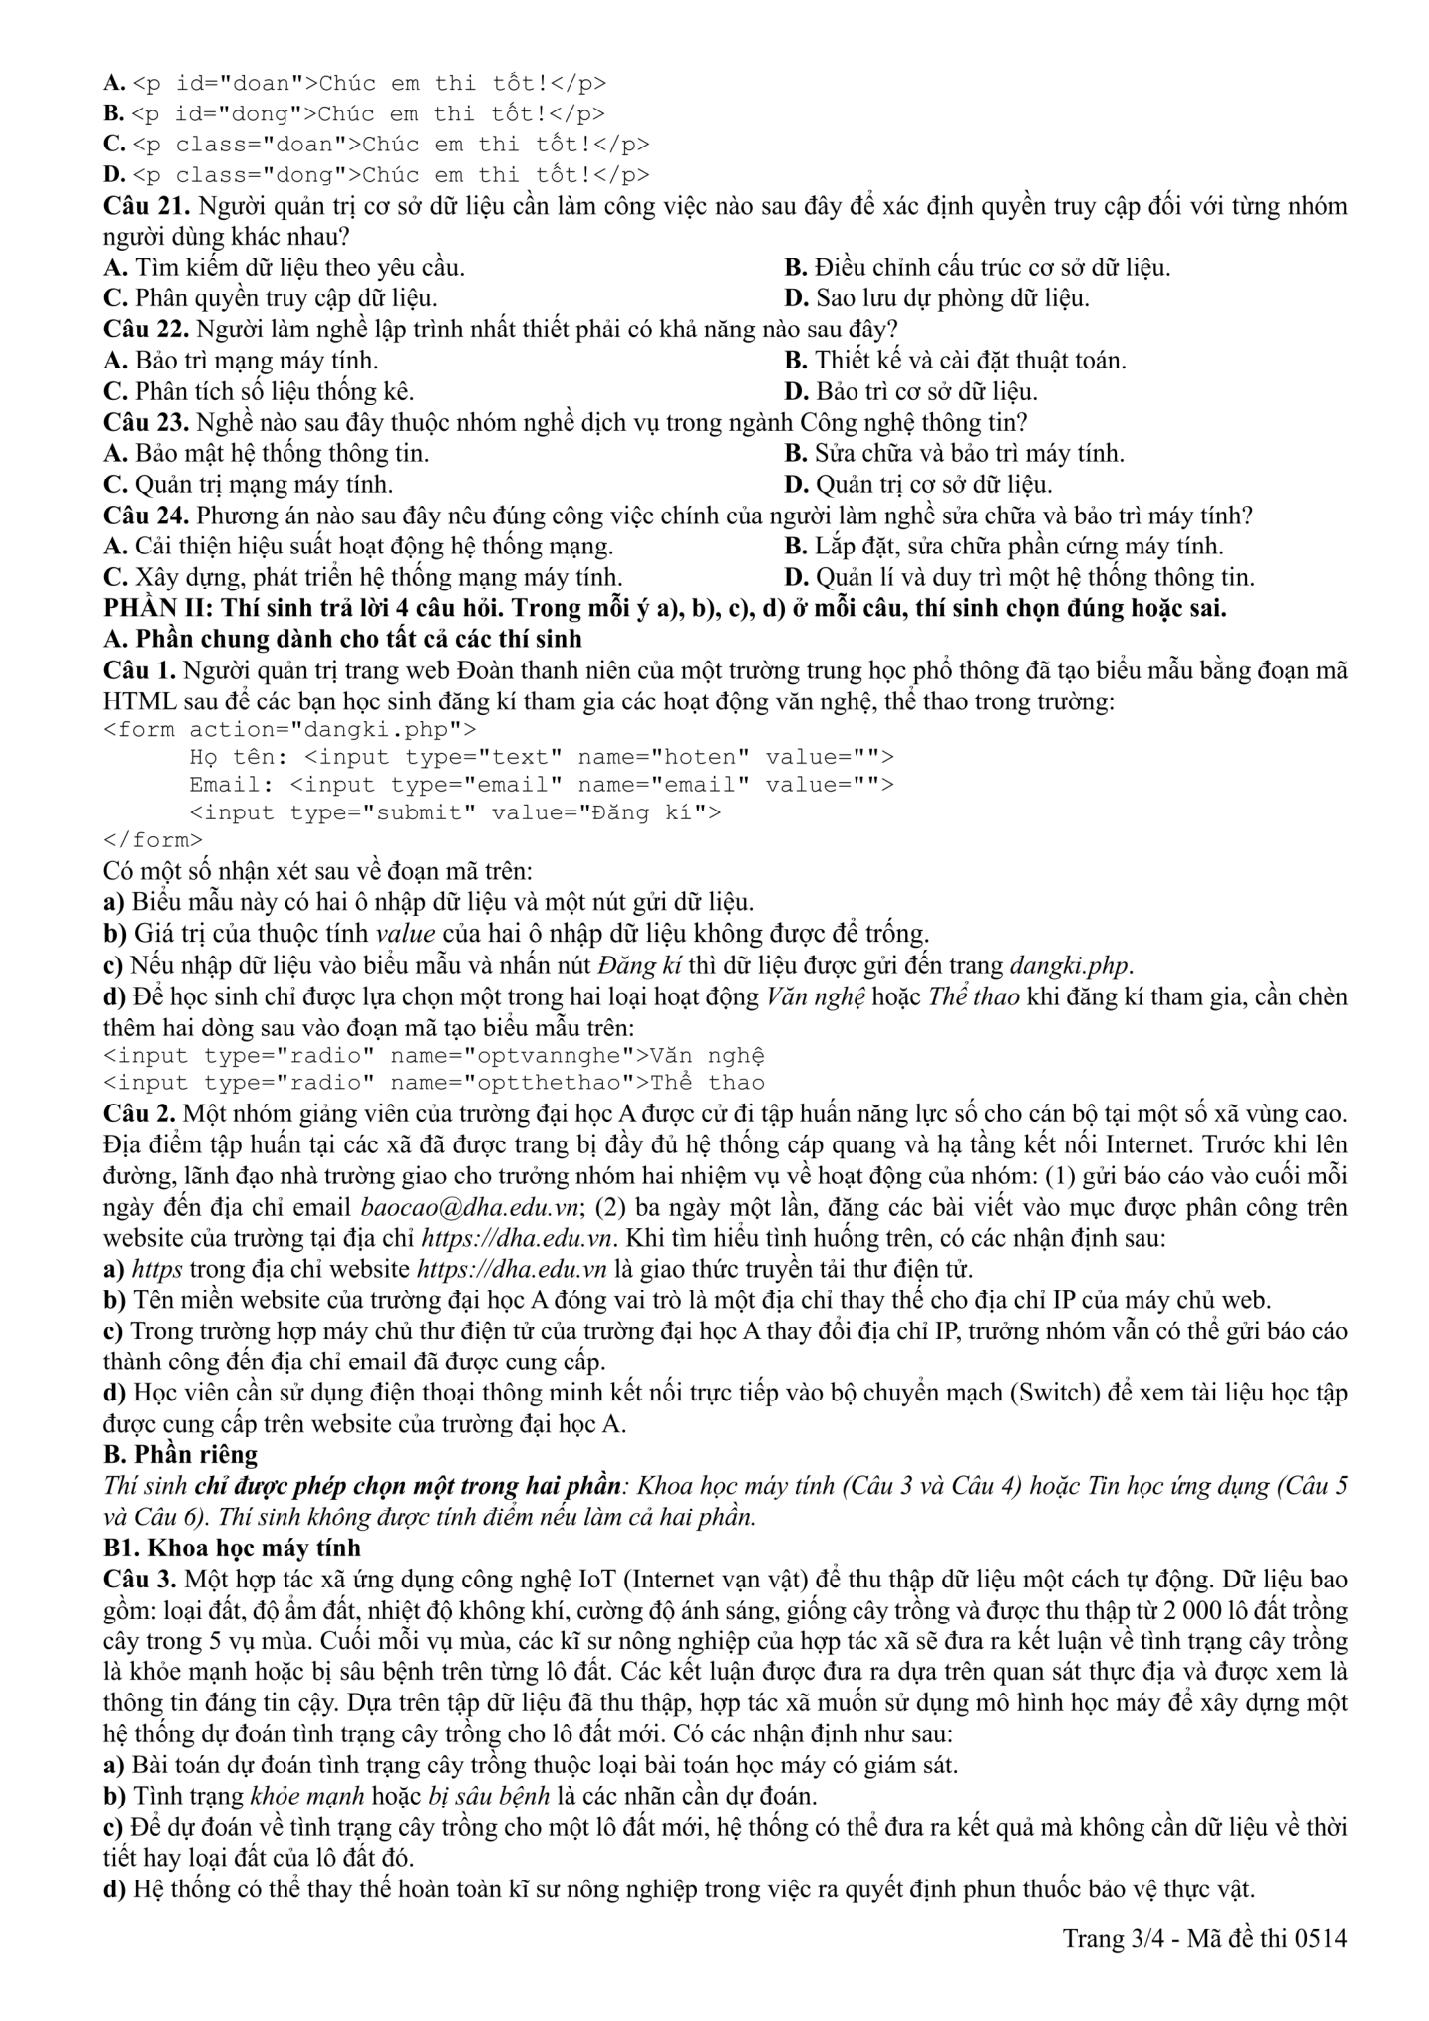 A. <p id="doan">Chúc em thi tốt!</p>
B. <p id="dong">Chúc em thi tốt!</p>
C. <p class="doan">Chúc em thi tốt!</p>
D. <p class="dong">Chúc em thi tốt!</p>
Câu 21. Người quản trị cơ sở dữ liệu cần làm công việc nào sau đây để xác định quyền truy cập đối với từng nhóm
người dùng khác nhau?
A. Tìm kiếm dữ liệu theo yêu cầu. B. Điều chỉnh cấu trúc cơ sở dữ liệu.
C. Phân quyền truy cập dữ liệu. D. Sao lưu dự phòng dữ liệu.
Câu 22. Người làm nghề lập trình nhất thiết phải có khả năng nào sau đây?
A. Bảo trì mạng máy tính. B. Thiết kế và cài đặt thuật toán.
C. Phân tích số liệu thống kê. D. Bảo trì cơ sở dữ liệu.
Câu 23. Nghề nào sau đây thuộc nhóm nghề dịch vụ trong ngành Công nghệ thông tin?
A. Bảo mật hệ thống thông tin. B. Sửa chữa và bảo trì máy tính.
C. Quản trị mạng máy tính. D. Quản trị cơ sở dữ liệu.
Câu 24. Phương án nào sau đây nêu đúng công việc chính của người làm nghề sửa chữa và bảo trì máy tính?
A. Cải thiện hiệu suất hoạt động hệ thống mạng. B. Lắp đặt, sửa chữa phần cứng máy tính.
C. Xây dựng, phát triển hệ thống mạng máy tính. D. Quản lí và duy trì một hệ thống thông tin.
PHẦN II: Thí sinh trả lời 4 câu hỏi. Trong mỗi ý a), b), c), d) ở mỗi câu, thí sinh chọn đúng hoặc sai.
A. Phần chung dành cho tất cả các thí sinh
Câu 1. Người quản trị trang web Đoàn thanh niên của một trường trung học phổ thông đã tạo biểu mẫu bằng đoạn mã
HTML sau để các bạn học sinh đăng kí tham gia các hoạt động văn nghệ, thể thao trong trường:
<form action="dangki.php">
Họ tên: <input type="text" name="hoten" value="">
Email: <input type="email" name="email" value="">
<input type="submit" value="Đăng kí">
</form>
Có một số nhận xét sau về đoạn mã trên:
a) Biểu mẫu này có hai ô nhập dữ liệu và một nút gửi dữ liệu.
b) Giá trị của thuộc tính value của hai ô nhập dữ liệu không được để trống.
c) Nếu nhập dữ liệu vào biểu mẫu và nhấn nút Đăng kí thì dữ liệu được gửi đến trang dangki.php.
d) Để học sinh chỉ được lựa chọn một trong hai loại hoạt động Văn nghệ hoặc Thể thao khi đăng kí tham gia, cần chèn
thêm hai dòng sau vào đoạn mã tạo biểu mẫu trên:
<input type="radio" name="optvannghe">Văn nghệ
<input type="radio" name="optthethao">Thể thao
Câu 2. Một nhóm giảng viên của trường đại học A được cử đi tập huấn năng lực số cho cán bộ tại một số xã vùng cao.
Địa điểm tập huấn tại các xã đã được trang bị đầy đủ hệ thống cáp quang và hạ tầng kết nối Internet. Trước khi lên
đường, lãnh đạo nhà trường giao cho trưởng nhóm hai nhiệm vụ về hoạt động của nhóm: (1) gửi báo cáo vào cuối mỗi
ngày đến địa chỉ email baocao@dha.edu.vn; (2) ba ngày một lần, đăng các bài viết vào mục được phân công trên
website của trường tại địa chỉ https://dha.edu.vn. Khi tìm hiểu tình huống trên, có các nhận định sau:
a) https trong địa chỉ website https://dha.edu.vn là giao thức truyền tải thư điện tử.
b) Tên miền website của trường đại học A đóng vai trò là một địa chỉ thay thế cho địa chỉ IP của máy chủ web.
c) Trong trường hợp máy chủ thư điện tử của trường đại học A thay đổi địa chỉ IP, trưởng nhóm vẫn có thể gửi báo cáo
thành công đến địa chỉ email đã được cung cấp.
d) Học viên cần sử dụng điện thoại thông minh kết nối trực tiếp vào bộ chuyển mạch (Switch) để xem tài liệu học tập
được cung cấp trên website của trường đại học A.
B. Phần riêng
Thí sinh chỉ được phép chọn một trong hai phần: Khoa học máy tính (Câu 3 và Câu 4) hoặc Tin học ứng dụng (Câu 5
và Câu 6). Thí sinh không được tính điểm nếu làm cả hai phần.
B1. Khoa học máy tính
Câu 3. Một hợp tác xã ứng dụng công nghệ IoT (Internet vạn vật) để thu thập dữ liệu một cách tự động. Dữ liệu bao
gồm: loại đất, độ ẩm đất, nhiệt độ không khí, cường độ ánh sáng, giống cây trồng và được thu thập từ 2 000 lô đất trồng
cây trong 5 vụ mùa. Cuối mỗi vụ mùa, các kĩ sư nông nghiệp của hợp tác xã sẽ đưa ra kết luận về tình trạng cây trồng
là khỏe mạnh hoặc bị sâu bệnh trên từng lô đất. Các kết luận được đưa ra dựa trên quan sát thực địa và được xem là
thông tin đáng tin cậy. Dựa trên tập dữ liệu đã thu thập, hợp tác xã muốn sử dụng mô hình học máy để xây dựng một
hệ thống dự đoán tình trạng cây trồng cho lô đất mới. Có các nhận định như sau:
a) Bài toán dự đoán tình trạng cây trồng thuộc loại bài toán học máy có giám sát.
b) Tình trạng khỏe mạnh hoặc bị sâu bệnh là các nhãn cần dự đoán.
c) Để dự đoán về tình trạng cây trồng cho một lô đất mới, hệ thống có thể đưa ra kết quả mà không cần dữ liệu về thời
tiết hay loại đất của lô đất đó.
d) Hệ thống có thể thay thế hoàn toàn kĩ sư nông nghiệp trong việc ra quyết định phun thuốc bảo vệ thực vật.
Trang 3/4 - Mã đề thi 0514